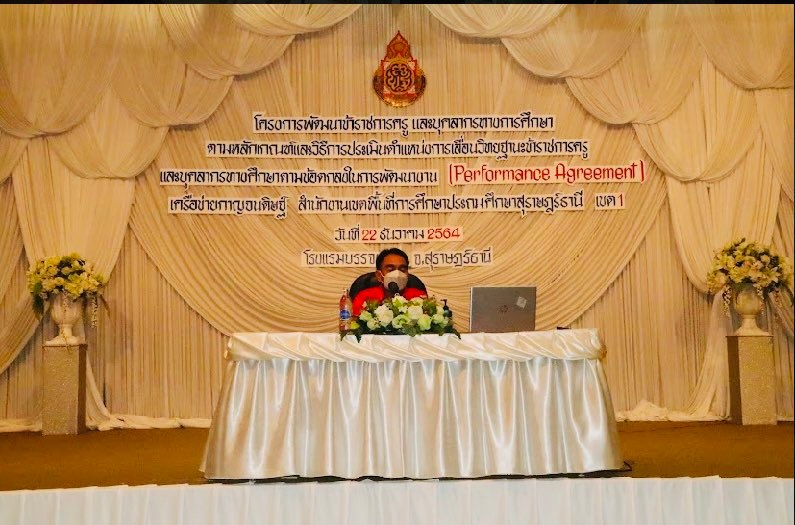 โครงการพัฒนาข้าราชการครู และบุคลากรทางการศึกษา
ตามหลักเกณฑ์และวิธีการประเมินตำแหน่งการเลื่อนวิทยฐานะข้าราชการครู
และบุคลากรทางการศึกษาตามข้อตกลงในการพัฒนางาน (Performance Agreement)
เครือข่ายกาญจนดิษฐ์ สำนักงานเขตพื้นที่การศึกษาประถมศึกษาสุราษฎร์ธานี เขต 1
วันที่ 22 ธันวาคม 2564
โรงแรมบรรจ จ.สุราษฎร์ธานี